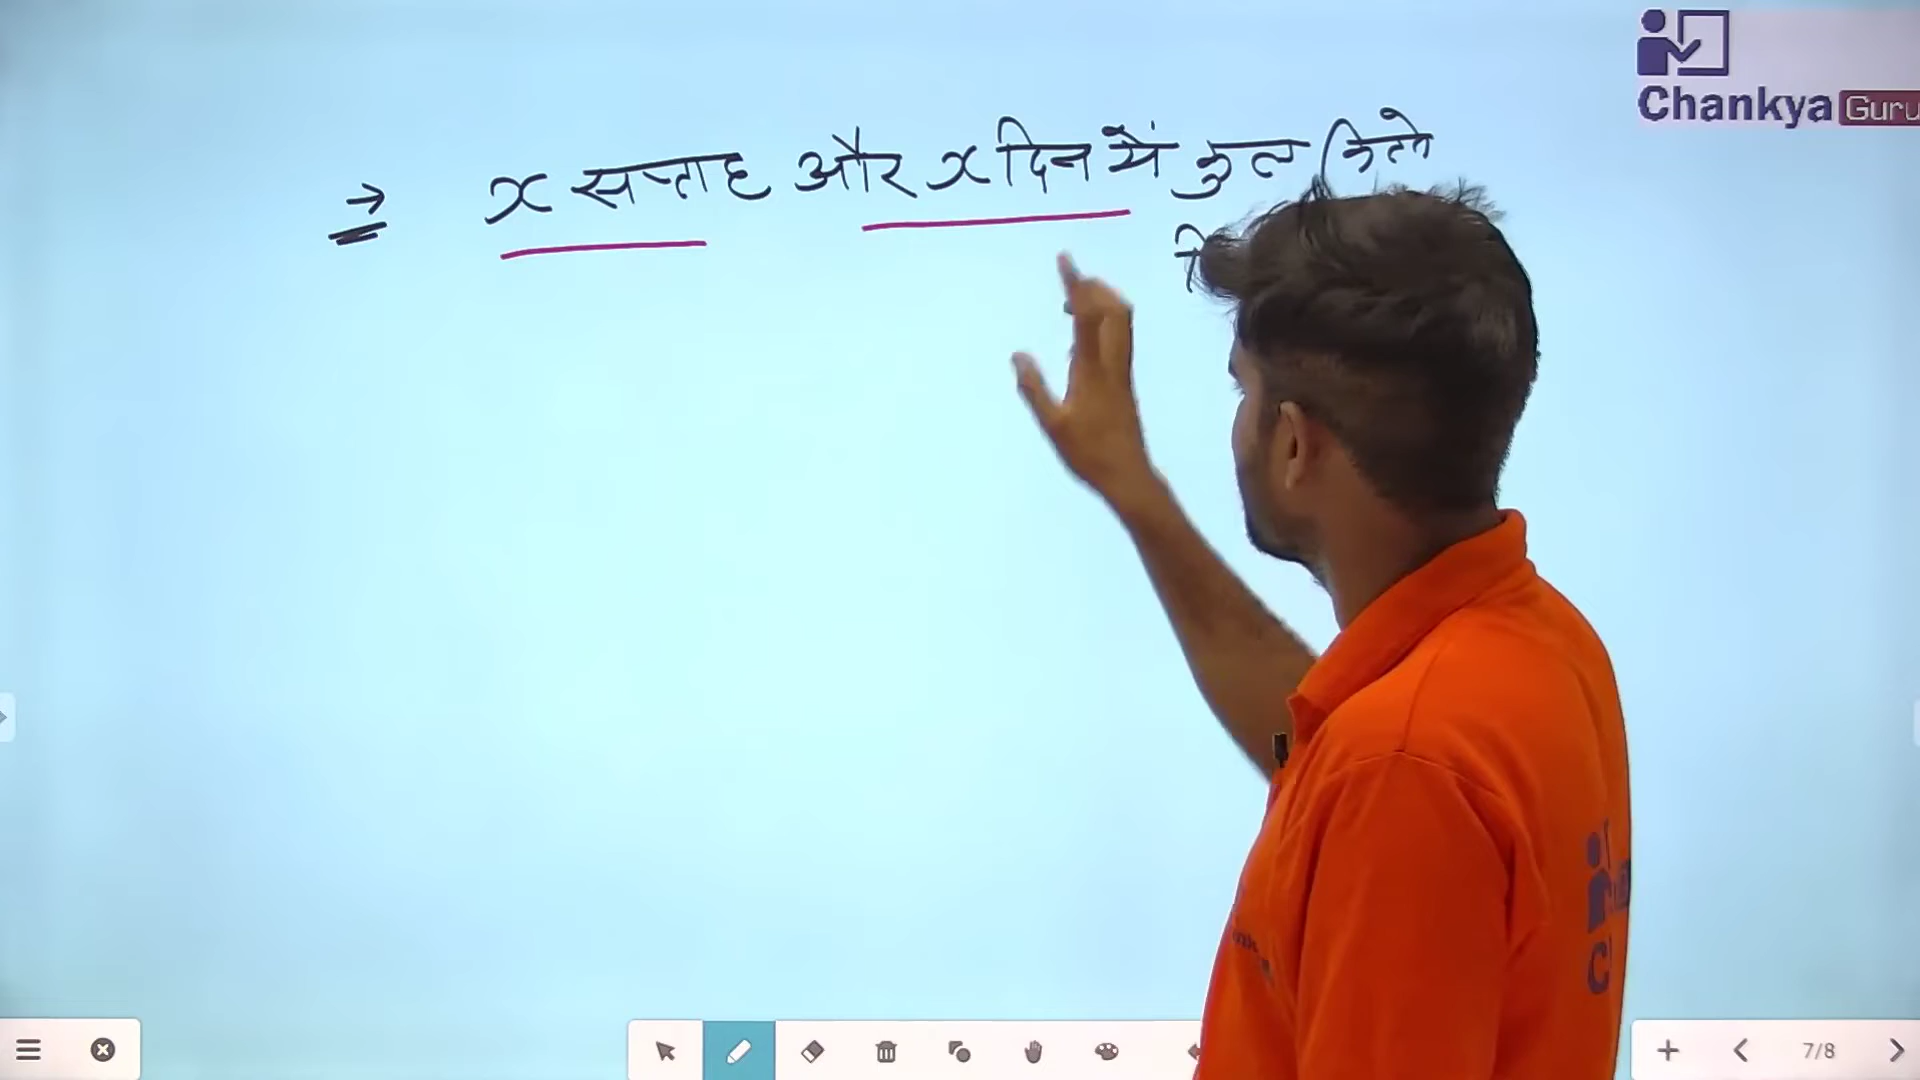 Chankya Guru
→ x सप्ताह और x दिन में कुल कितने
7/8